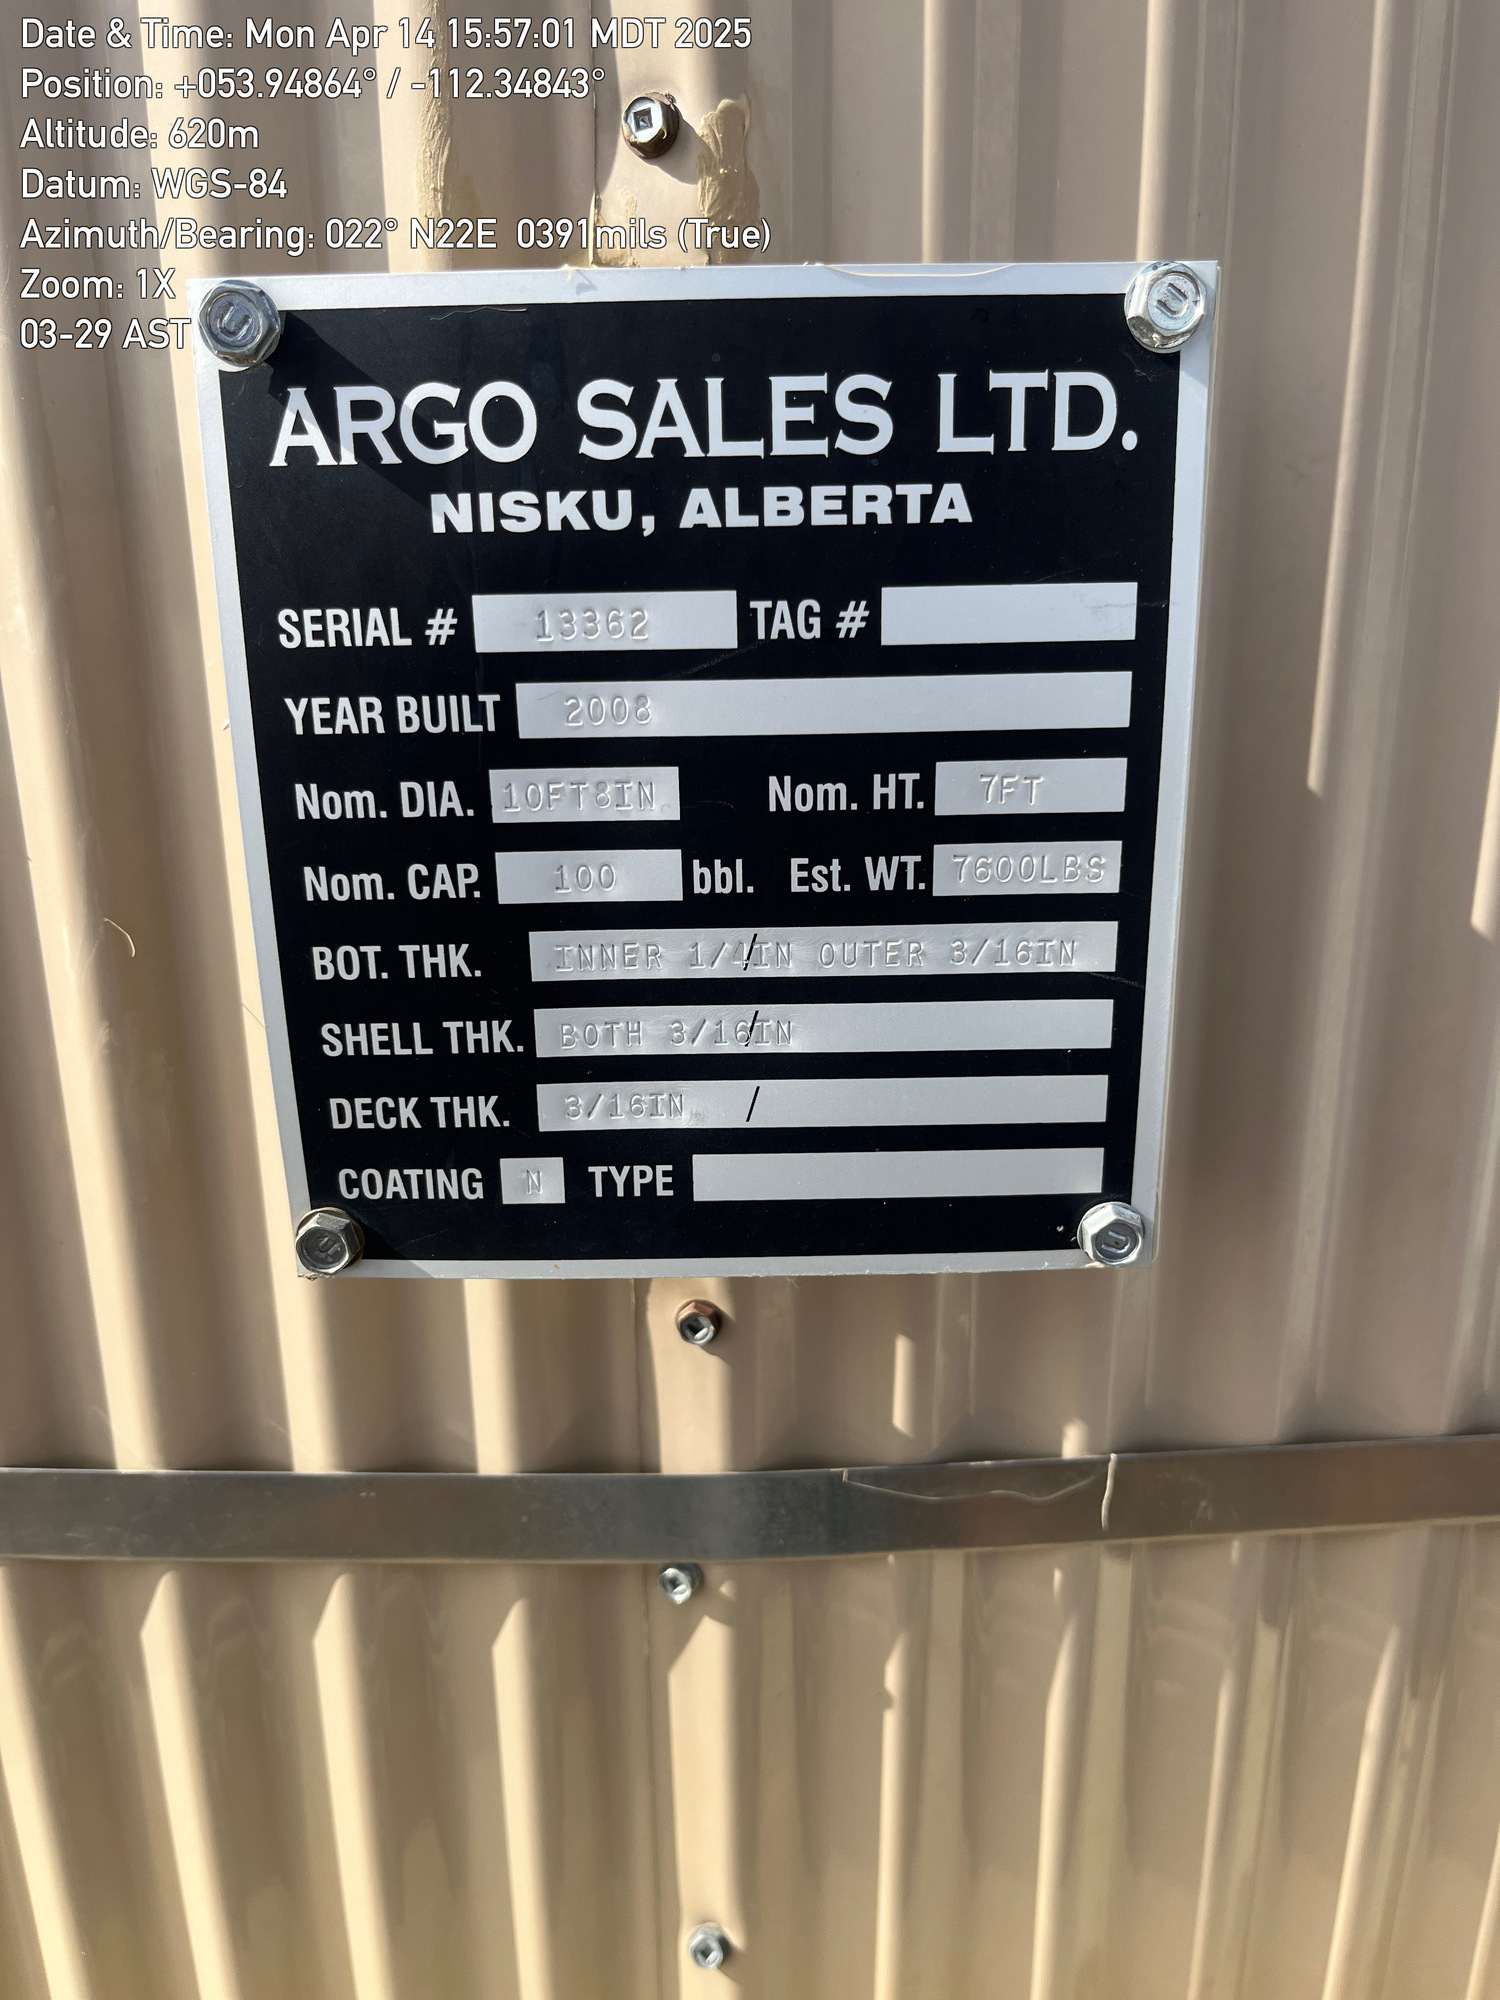 Date & Time: Mon Apr 14 15:57:01 MDT 2025
Position: +053.94864° / -112.34843°
Altitude: 620m
Datum: WGS-84
Azimuth/Bearing: 022° N22E 0391mils (True)
Zoom: 1X
03-29 AST
ARGO SALES LTD.
NISKU, ALBERTA
SERIAL # 13362 TAG #
YEAR BUILT 2008
Nom. DIA. 10FT8IN Nom. HT. 7FT
Nom. CAP. 100 bbl. Est. WT. 7600LBS
BOT. THK. INNER 1/4IN / OUTER 3/16IN
SHELL THK. BOTH 3/16IN /
DECK THK. 3/16IN /
COATING N TYPE